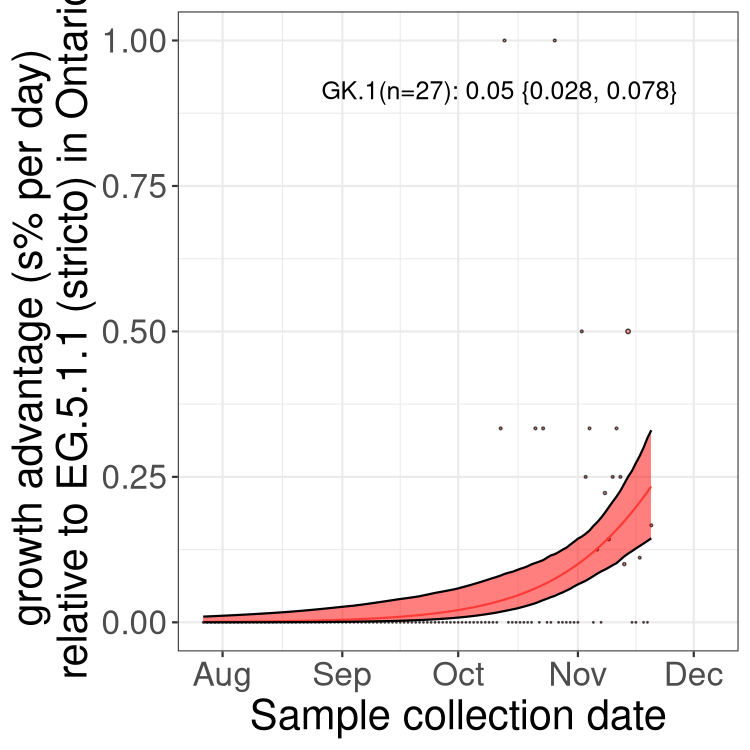 growth advantage (s% per day)
relative to EG.5.1.1 (stricto) in Ontario
1.00
0.75
0.50
0.25
0.00
GK.1(n=27): 0.05 {0.028, 0.078}
Aug Sep Oct Nov Dec
Sample collection date